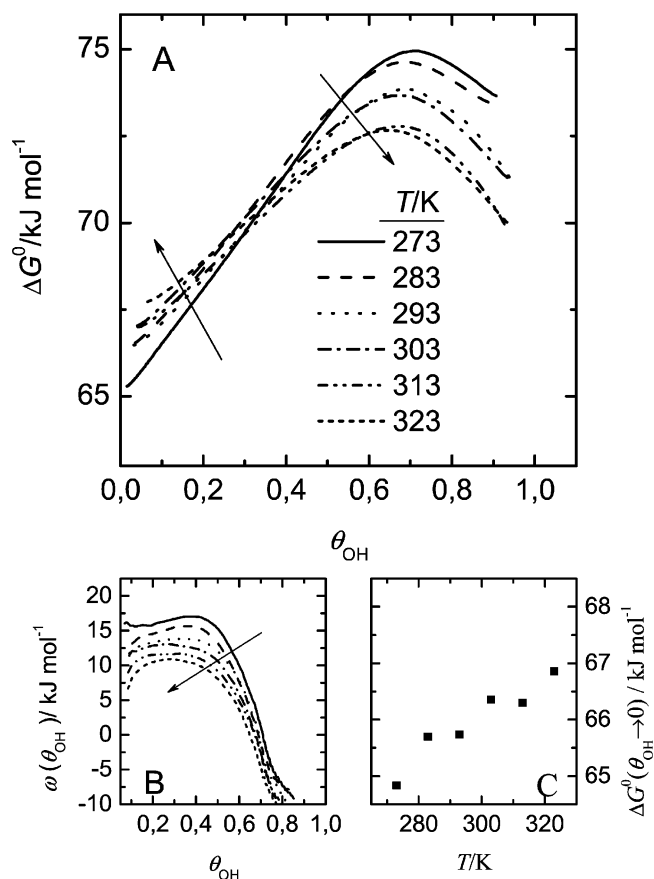 A
75
70
65
ΔG⁰/kJ mol⁻¹
T/K
273
283
293
303
313
323
0,0 0,2 0,4 0,6 0,8 1,0
θOH
20
15
10
5
0
-5
-10
ω(θOH)/ kJ mol⁻¹
B
0,2 0,4 0,6 0,8 1,0
θOH
C
68
67
66
65
ΔG⁰(θOH→0) / kJ mol⁻¹
280 300 320
T/K